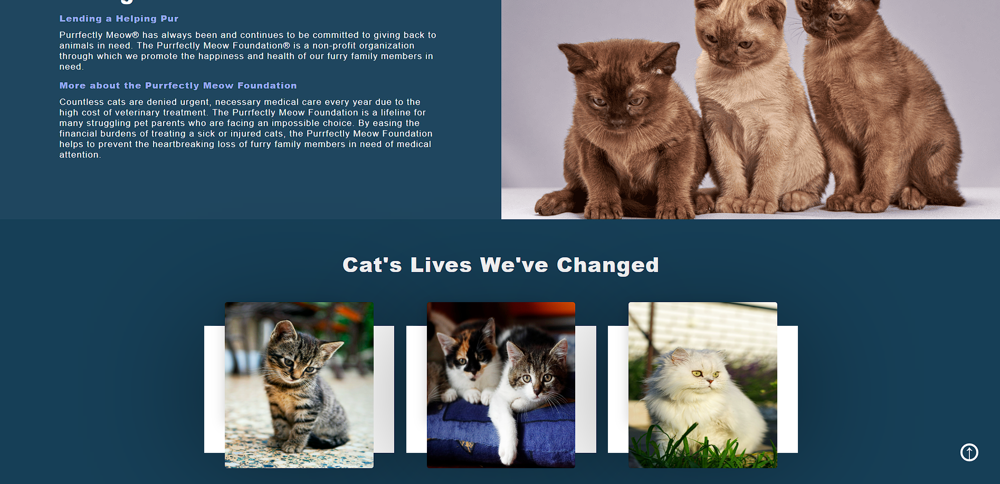 Lending a Helping Pur
Purrfectly Meow® has always been and continues to be committed to giving back to
animals in need. The Purrfectly Meow Foundation® is a non-profit organization
through which we promote the happiness and health of our furry family members in
need.
More about the Purrfectly Meow Foundation
Countless cats are denied urgent, necessary medical care every year due to the
high cost of veterinary treatment. The Purrfectly Meow Foundation is a lifeline for
many struggling pet parents who are facing an impossible choice. By easing the
financial burdens of treating a sick or injured cats, the Purrfectly Meow Foundation
helps to prevent the heartbreaking loss of furry family members in need of medical
attention.
Cat's Lives We've Changed